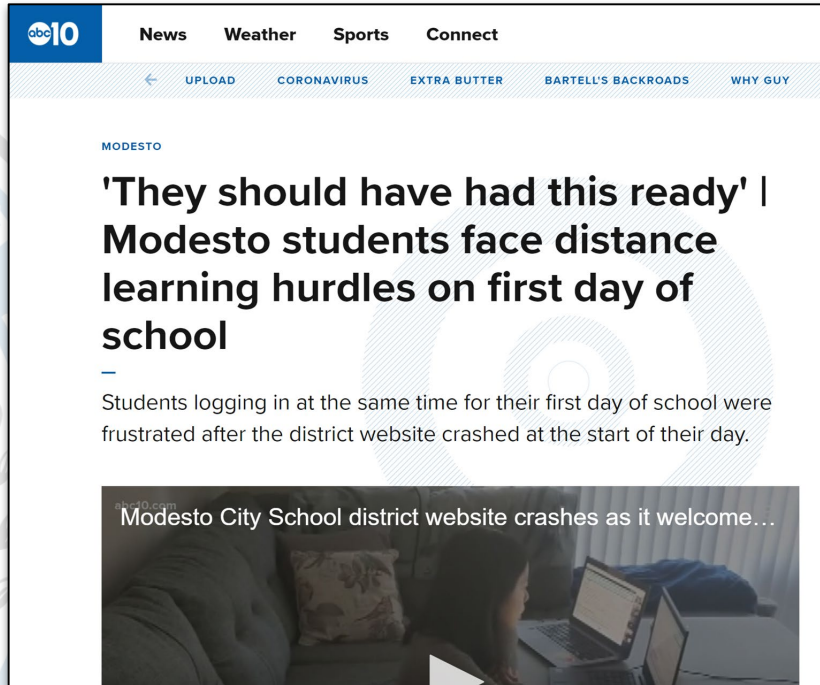 abc10
News Weather Sports Connect
← UPLOAD CORONAVIRUS EXTRA BUTTER BARTELL'S BACKROADS WHY GUY
MODESTO
'They should have had this ready' |
Modesto students face distance
learning hurdles on first day of
school
Students logging in at the same time for their first day of school were
frustrated after the district website crashed at the start of their day.
abc10.com
Modesto City School district website crashes as it welcome…